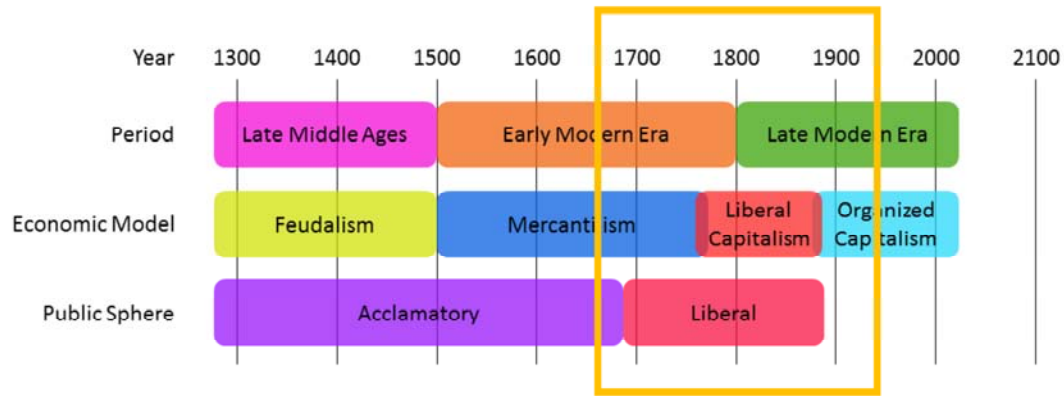 Year 1300 1400 1500 1600 1700 1800 1900 2000 2100
Period Late Middle Ages Early Modern Era Late Modern Era
Economic Model Feudalism Mercantilism Liberal Capitalism Organized Capitalism
Public Sphere Acclamatory Liberal